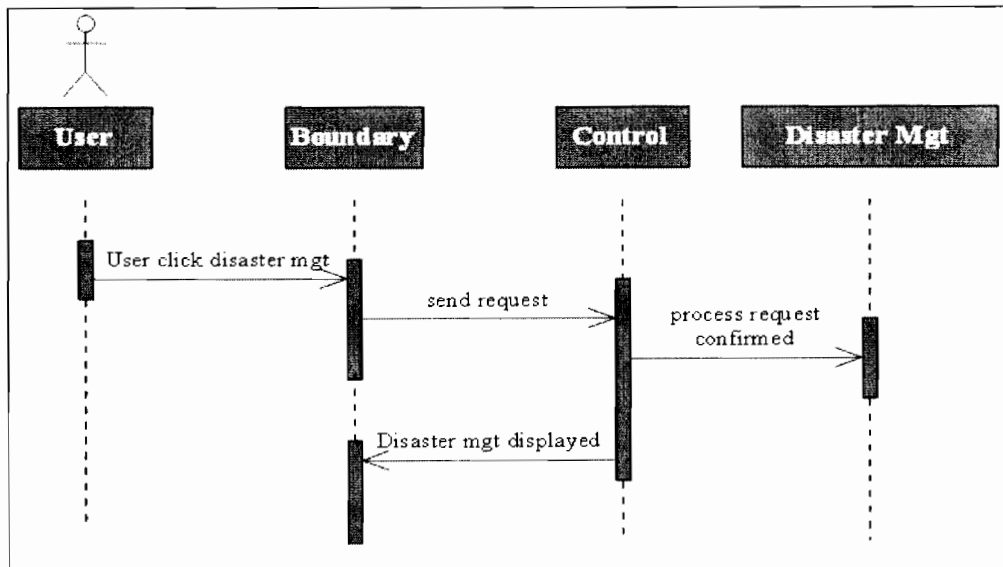 User
Boundary
Control
Disaster Mgt
User click disaster mgt
send request
process request
confirmed
Disaster mgt displayed